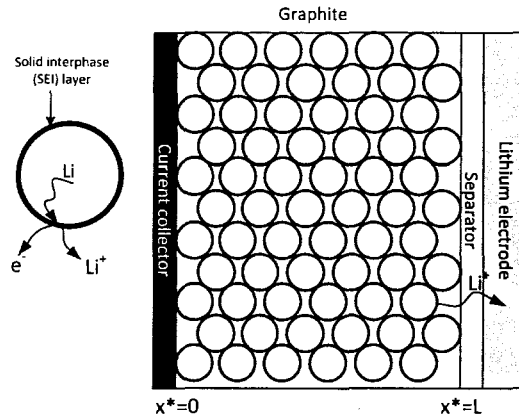 Graphite
Solid interphase
(SEI) layer
Li
e-
Li+
Current collector
Separator
Lithium electrode
Li+
x*=0
x*=L